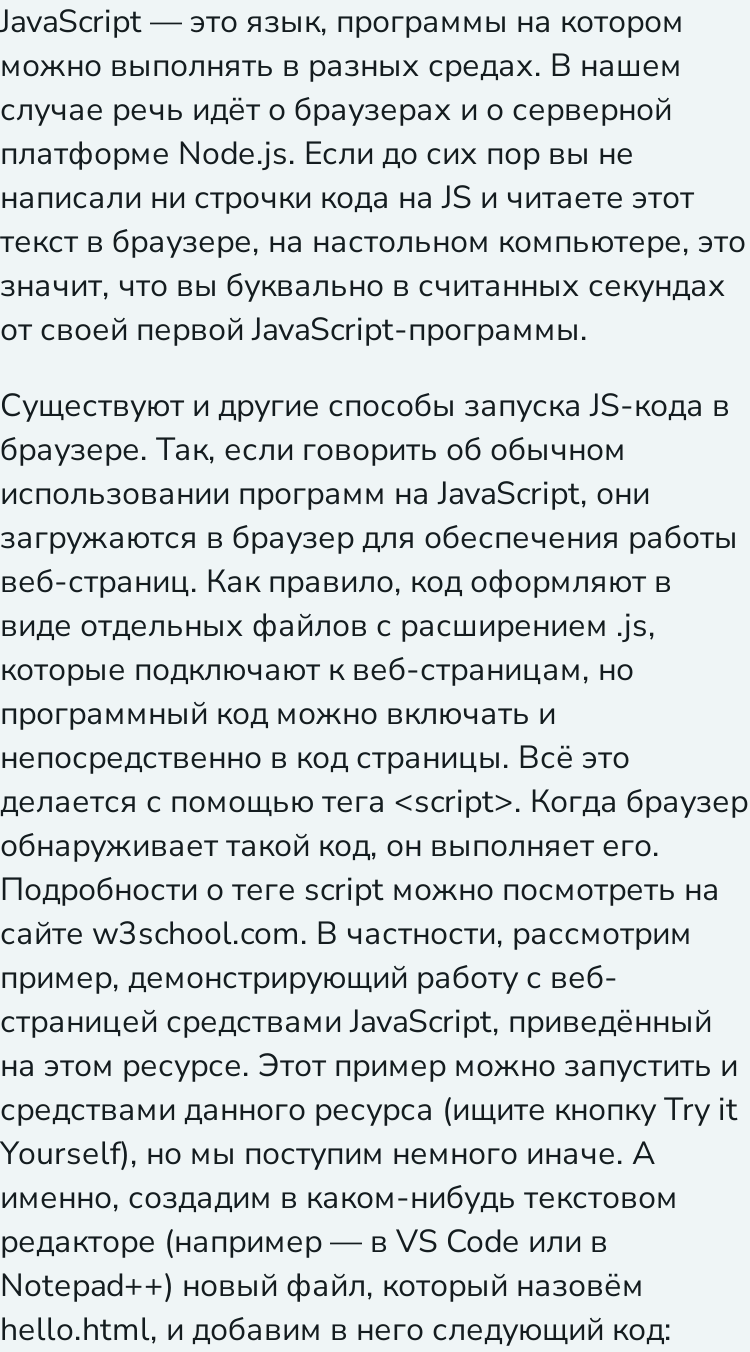 JavaScript — это язык, программы на котором
можно выполнять в разных средах. В нашем
случае речь идёт о браузерах и о серверной
платформе Node.js. Если до сих пор вы не
написали ни строчки кода на JS и читаете этот
текст в браузере, на настольном компьютере, это
значит, что вы буквально в считанных секундах
от своей первой JavaScript-программы.
Существуют и другие способы запуска JS-кода в
браузере. Так, если говорить об обычном
использовании программ на JavaScript, они
загружаются в браузер для обеспечения работы
веб-страниц. Как правило, код оформляют в
виде отдельных файлов с расширением .js,
которые подключают к веб-страницам, но
программный код можно включать и
непосредственно в код страницы. Всё это
делается с помощью тега <script>. Когда браузер
обнаруживает такой код, он выполняет его.
Подробности о теге script можно посмотреть на
сайте w3school.com. В частности, рассмотрим
пример, демонстрирующий работу с веб-
страницей средствами JavaScript, приведённый
на этом ресурсе. Этот пример можно запустить и
средствами данного ресурса (ищите кнопку Try it
Yourself), но мы поступим немного иначе. А
именно, создадим в каком-нибудь текстовом
редакторе (например — в VS Code или в
Notepad++) новый файл, который назовём
hello.html, и добавим в него следующий код: